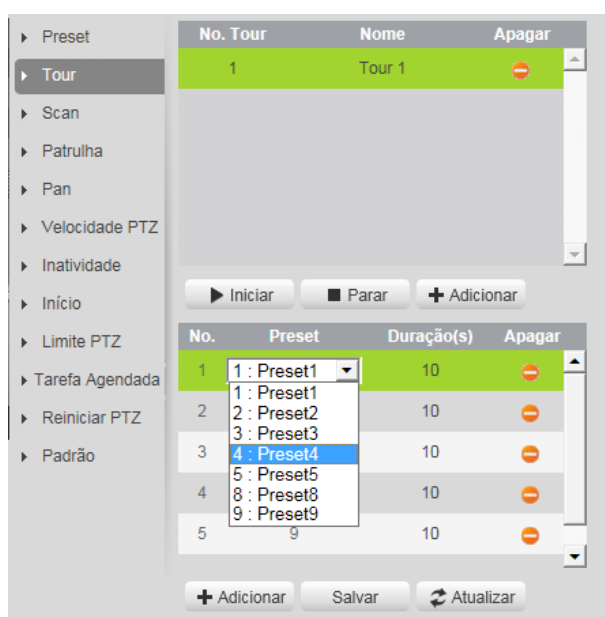 Preset
Tour
Scan
Patrulha
Pan
Velocidade PTZ
Inatividade
Início
Limite PTZ
Tarefa Agendada
Reiniciar PTZ
Padrão
No. Tour Nome Apagar
1 Tour 1
Iniciar Parar Adicionar
No. Preset Duração(s) Apagar
1 1 : Preset1 10
1 : Preset1
2 2 : Preset2 10
3 : Preset3
3 4 : Preset4 10
5 : Preset5
4 8 : Preset8 10
9 : Preset9
5 9 10
Adicionar Salvar Atualizar